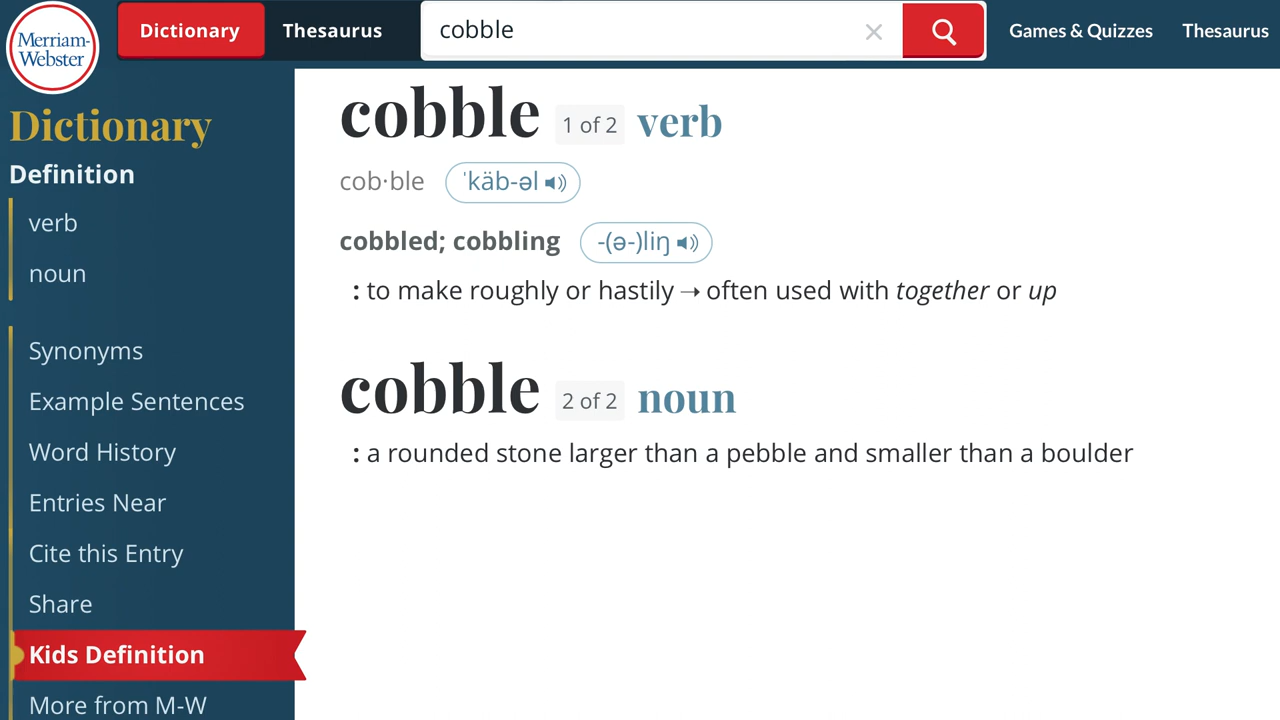 Merriam-
Webster
Dictionary Thesaurus cobble Games & Quizzes Thesaurus
Dictionary
Definition
verb
noun
Synonyms
Example Sentences
Word History
Entries Near
Cite this Entry
Share
Kids Definition
More from M-W
cobble 1 of 2 verb
cob·ble ˈkäb-əl
cobbled; cobbling -(ə-)liŋ
: to make roughly or hastily → often used with together or up
cobble 2 of 2 noun
: a rounded stone larger than a pebble and smaller than a boulder